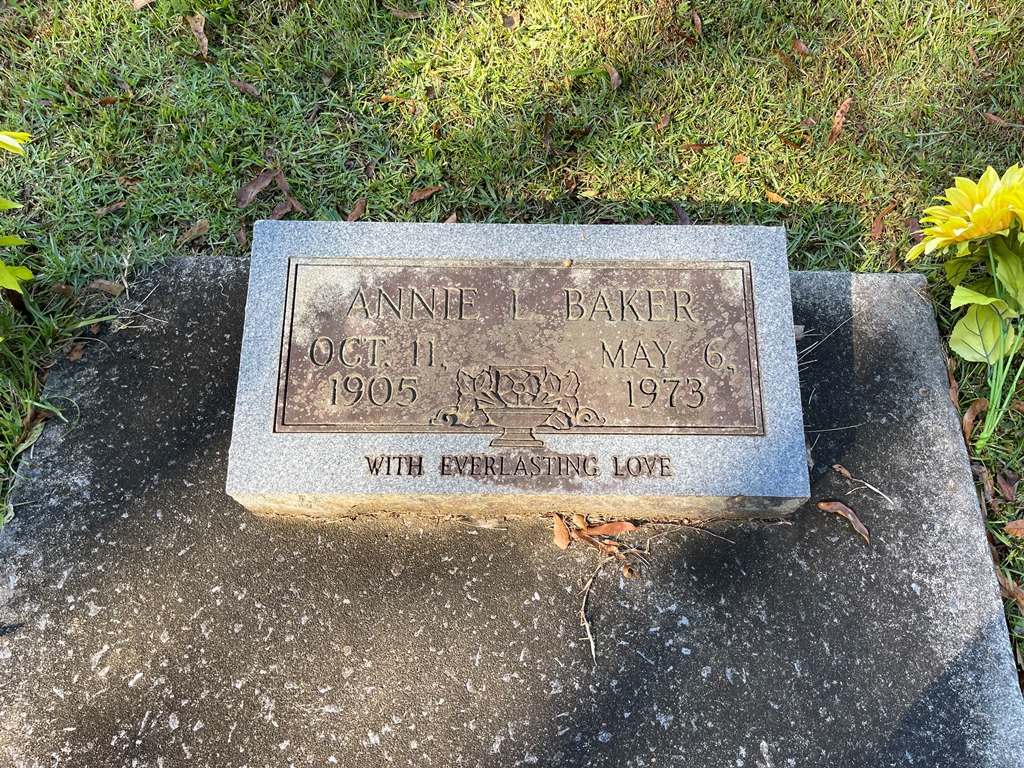 ANNIE L. BAKER
OCT. 11, MAY 6,
1905 1973
WITH EVERLASTING LOVE